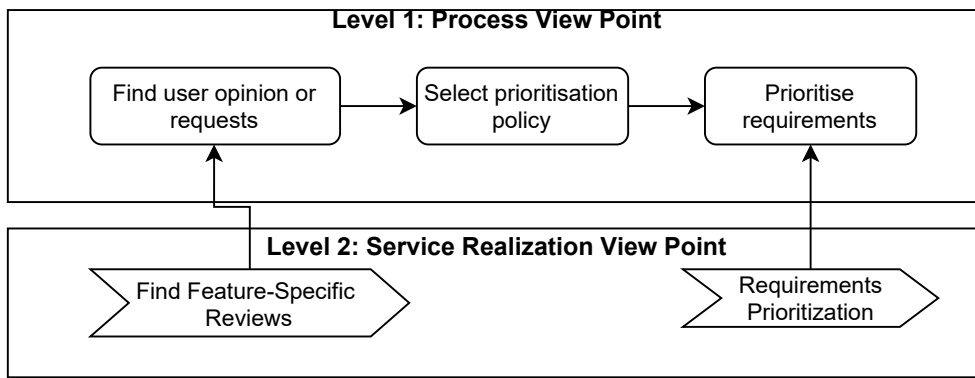 Level 1: Process View Point
Find user opinion or
requests
Select prioritisation
policy
Prioritise
requirements
Level 2: Service Realization View Point
Find Feature-Specific
Reviews
Requirements
Prioritization